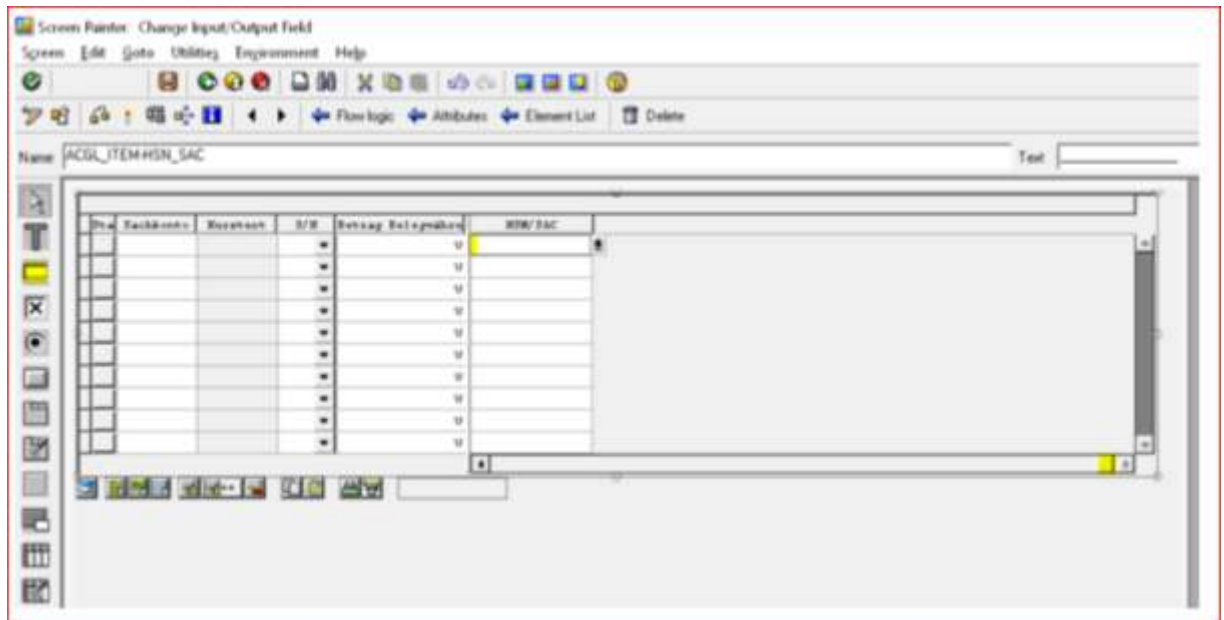 Screen Painter: Change Input/Output Field
Screen Edit Goto Utilities Environment Help
Flow logic Attributes Element List Delete
Name ACGL_ITEM-HSN_SAC Text
Sta Sachkonto Kurztext S/H Betrag Belegwähru HSN/SAC